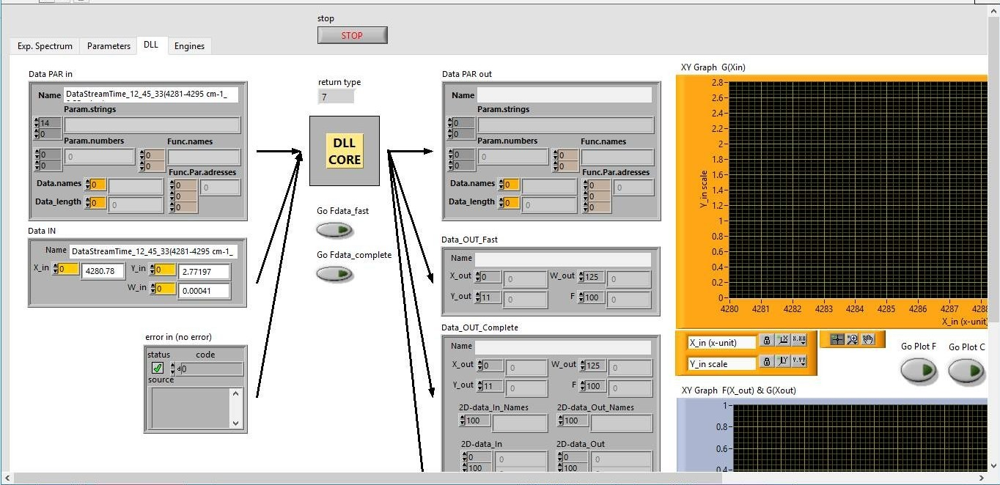 stop
STOP
Exp. Spectrum
Parameters
DLL
Engines
Data PAR in
Name
DataStreamTime_12_45_33(4281-4295 cm-1_
Param.strings
14
0
Param.numbers
Func.names
0
0
0
0
0
Func.Par.adresses
Data.names
0
0
0
0
0
Data_length
0
0
return type
7
DLL
CORE
Go Fdata_fast
Go Fdata_complete
Data IN
Name
DataStreamTime_12_45_33(4281-4295 cm-1_
X_in
0
4280.78
Y_in
0
2.77197
W_in
0
0.00041
error in (no error)
status
code
d0
source
Data PAR out
Name
Param.strings
0
0
Param.numbers
Func.names
0
0
0
0
0
Func.Par.adresses
Data.names
0
0
0
0
0
Data_length
0
0
Data_OUT_Fast
Name
X_out
0
0
W_out
125
0
Y_out
11
0
F
100
0
Data_OUT_Complete
Name
X_out
0
0
W_out
125
0
Y_out
11
0
F
100
0
2D-data_In_Names
2D-data_Out_Names
100
100
2D-data_In
2D-data_Out
0
0
0
0
100
100
XY Graph G(Xin)
2.8
2.6
2.4
2.2
2
1.8
1.6
1.4
1.2
1
0.8
0.6
0.4
0.2
0
Y_in scale
4280 4281 4282 4283 4284 4285 4286 4287 4288
X_in (x-unit)
X_in (x-unit)
X.XX
Y_in scale
Y.YY
Go Plot F
Go Plot C
XY Graph F(X_out) & G(Xout)
1
0.8
0.6
0.4